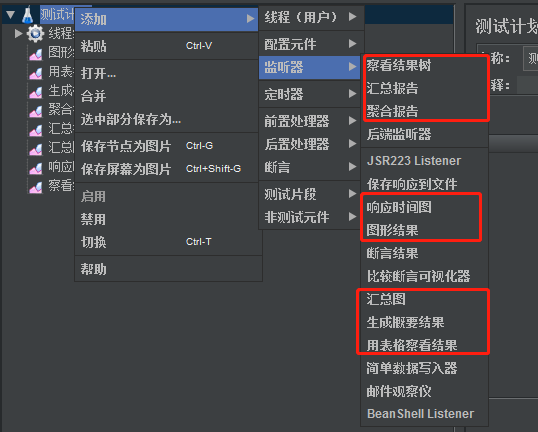 测试计
线程
图形
用表
生成
聚合
汇总
汇总
响应
察看
添加
粘贴 Ctrl-V
打开...
合并
选中部分保存为...
保存节点为图片 Ctrl-G
保存屏幕为图片 Ctrl+Shift-G
启用
禁用
切换 Ctrl-T
帮助
线程（用户）
配置元件
监听器
定时器
前置处理器
后置处理器
断言
测试片段
非测试元件
察看结果树
汇总报告
聚合报告
后端监听器
JSR223 Listener
保存响应到文件
响应时间图
图形结果
断言结果
比较断言可视化器
汇总图
生成概要结果
用表格察看结果
简单数据写入器
邮件观察仪
BeanShell Listener
测试计划
名称： 测
释：